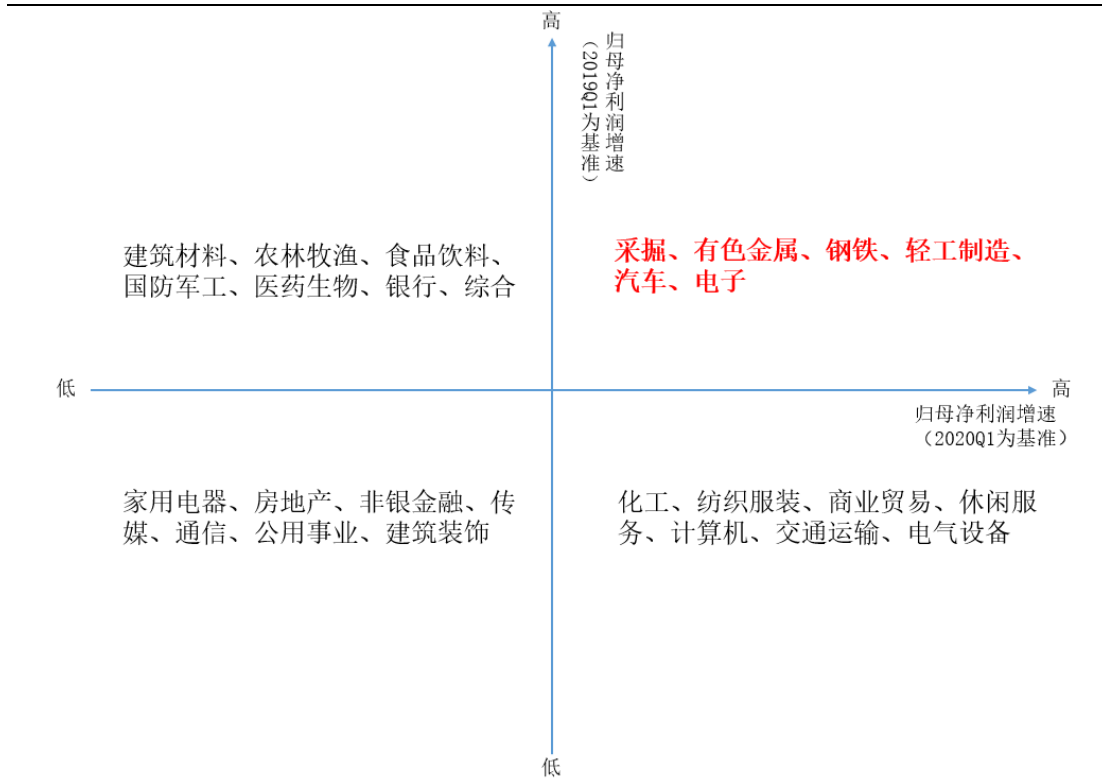 高
归母净利润增速
（2019Q1为基准）
建筑材料、农林牧渔、食品饮料、
国防军工、医药生物、银行、综合
采掘、有色金属、钢铁、轻工制造、
汽车、电子
低
高
归母净利润增速
（2020Q1为基准）
家用电器、房地产、非银金融、传
媒、通信、公用事业、建筑装饰
化工、纺织服装、商业贸易、休闲服
务、计算机、交通运输、电气设备
低